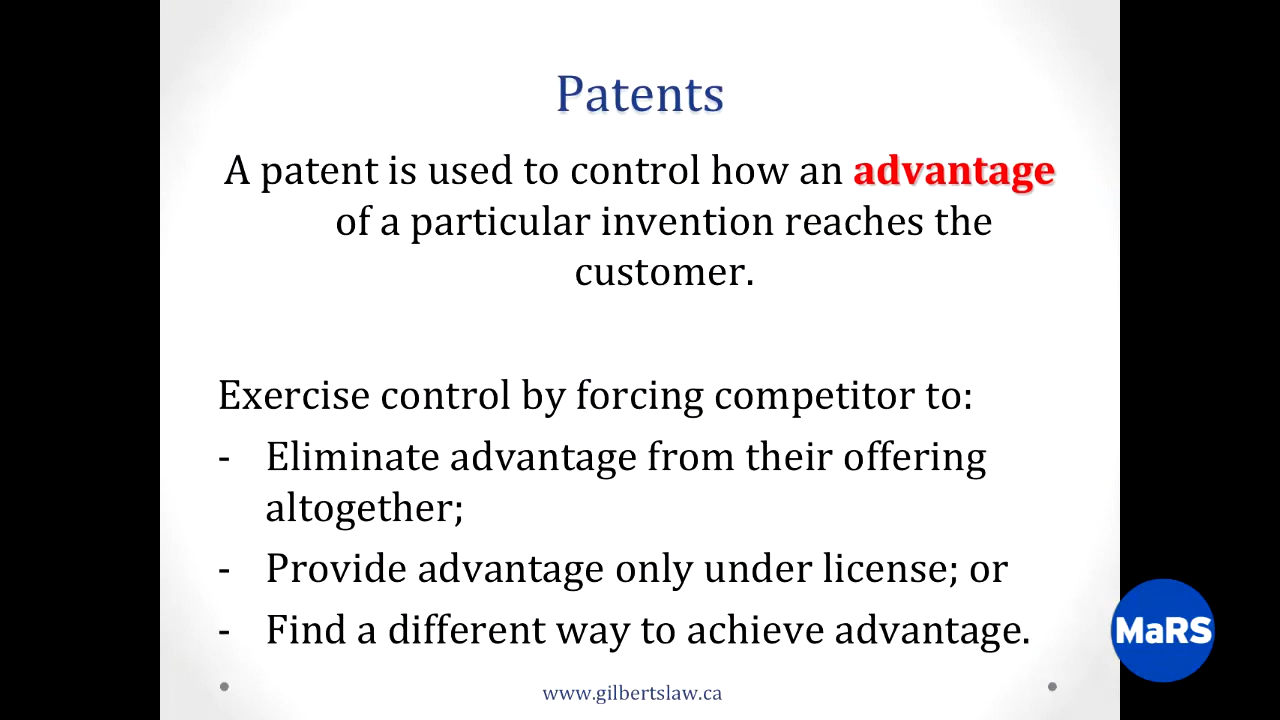 Patents
A patent is used to control how an advantage
of a particular invention reaches the
customer.
Exercise control by forcing competitor to:
- Eliminate advantage from their offering
altogether;
- Provide advantage only under license; or
- Find a different way to achieve advantage.
MaRS
www.gilbertslaw.ca